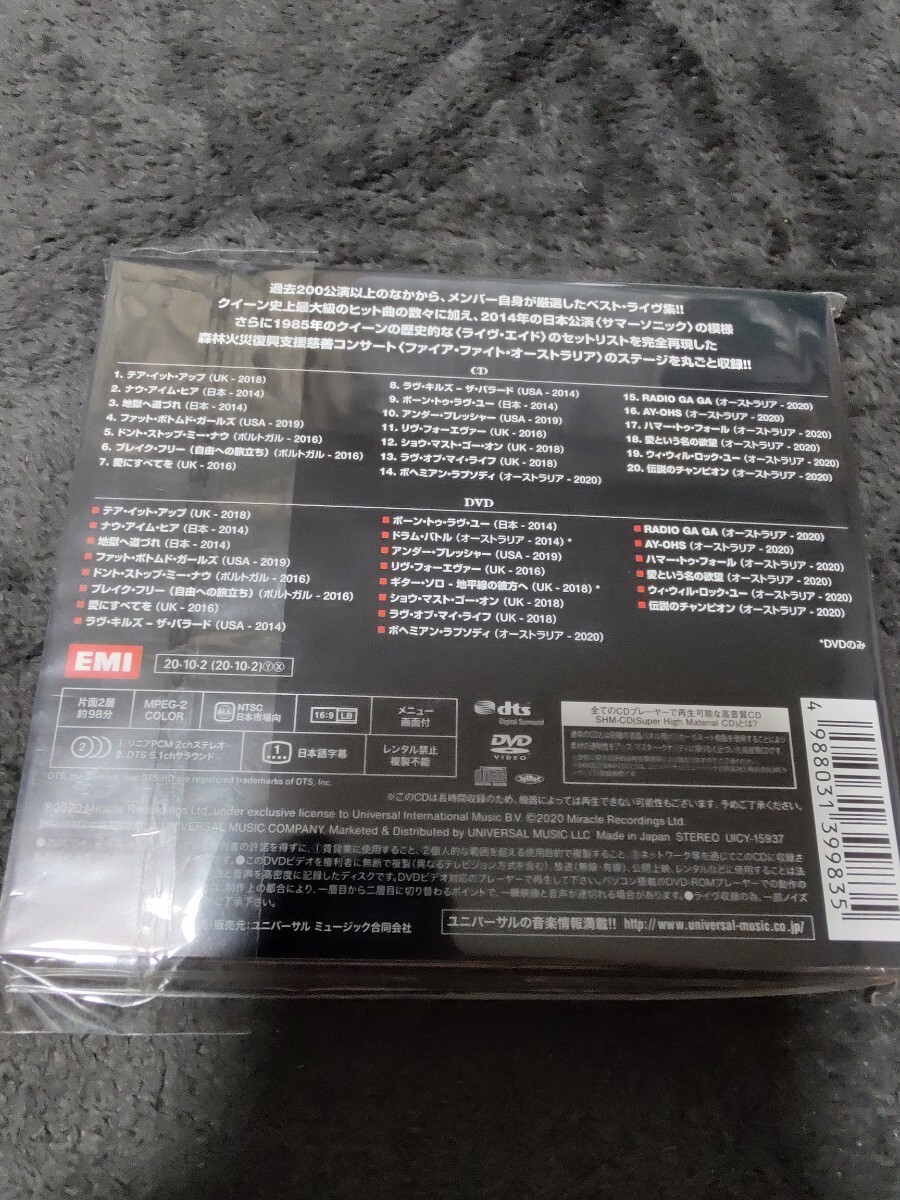 過去200公演以上のなかから、メンバー自身が厳選したベスト・ライヴ集!!
クイーン史上最大級のヒット曲の数々に加え、2014年の日本公演〈サマーソニック〉の模様
さらに1985年のクイーンの歴史的な〈ライヴ・エイド〉のセットリストを完全再現した
森林火災復興支援慈善コンサート〈ファイア・ファイト・オーストラリア〉のステージを丸ごと収録!!
CD
1. テア・イット・アップ (UK - 2018)
2. ナウ・アイム・ヒア (日本 - 2014)
3. 地獄へ道づれ (日本 - 2014)
4. ファット・ボトムド・ガールズ (USA - 2019)
5. ドント・ストップ・ミー・ナウ (ポルトガル - 2016)
6. ブレイク・フリー (自由への旅立ち) (ポルトガル - 2016)
7. 愛にすべてを (UK - 2016)
8. ラヴ・キルズ – ザ・バラード (USA - 2014)
9. ボーン・トゥ・ラヴ・ユー (日本 - 2014)
10. アンダー・プレッシャー (USA - 2019)
11. リヴ・フォーエヴァー (UK - 2016)
12. ショウ・マスト・ゴー・オン (UK - 2018)
13. ラヴ・オブ・マイ・ライフ (UK - 2018)
14. ボヘミアン・ラプソディ (オーストラリア - 2020)
15. RADIO GA GA (オーストラリア - 2020)
16. AY-OHS (オーストラリア - 2020)
17. ハマー・トゥ・フォール (オーストラリア - 2020)
18. 愛という名の欲望 (オーストラリア - 2020)
19. ウィ・ウィル・ロック・ユー (オーストラリア - 2020)
20. 伝説のチャンピオン (オーストラリア - 2020)
DVD
テア・イット・アップ (UK - 2018)
ナウ・アイム・ヒア (日本 - 2014)
地獄へ道づれ (日本 - 2014)
ファット・ボトムド・ガールズ (USA - 2019)
ドント・ストップ・ミー・ナウ (ポルトガル - 2016)
ブレイク・フリー (自由への旅立ち) (ポルトガル - 2016)
愛にすべてを (UK - 2016)
ラヴ・キルズ – ザ・バラード (USA - 2014)
ボーン・トゥ・ラヴ・ユー (日本 - 2014)
ドラム・バトル (オーストラリア - 2014) *
アンダー・プレッシャー (USA - 2019)
リヴ・フォーエヴァー (UK - 2016)
ギター・ソロ - 地平線の彼方へ (UK - 2018) *
ショウ・マスト・ゴー・オン (UK - 2018)
ラヴ・オブ・マイ・ライフ (UK - 2018)
ボヘミアン・ラプソディ (オーストラリア - 2020)
RADIO GA GA (オーストラリア - 2020)
AY-OHS (オーストラリア - 2020)
ハマー・トゥ・フォール (オーストラリア - 2020)
愛という名の欲望 (オーストラリア - 2020)
ウィ・ウィル・ロック・ユー (オーストラリア - 2020)
伝説のチャンピオン (オーストラリア - 2020)
*DVDのみ
EMI
20-10-2 (20-10-2)ⓎⓍ
片面2層
約98分
MPEG-2
COLOR
ALL
NTSC
日本市場向
16:9 LB
メニュー
画面付
2
1. リニアPCM 2chステレオ
2. DTS 5.1chサラウンド
1
日本語字幕
レンタル禁止
複製不能
dts
Digital Surround
DVD
VIDEO
全てのCDプレーヤーで再生可能な高音質CD
SHM-CD(Super High Material CD)とは?
are registered trademarks of DTS, Inc.
※このCDは長時間収録のため、機器によっては再生できない可能性もございます。予めご了承ください。
℗2020 Miracle Recordings Ltd. under exclusive license to Universal International Music B.V. ©2020 Miracle Recordings Ltd.
UNIVERSAL MUSIC COMPANY. Marketed & Distributed by UNIVERSAL MUSIC LLC Made in Japan STEREO UICY-15937
販売元:ユニバーサル ミュージック合同会社
ユニバーサルの音楽情報満載!! http://www.universal-music.co.jp/
4 988031 399835